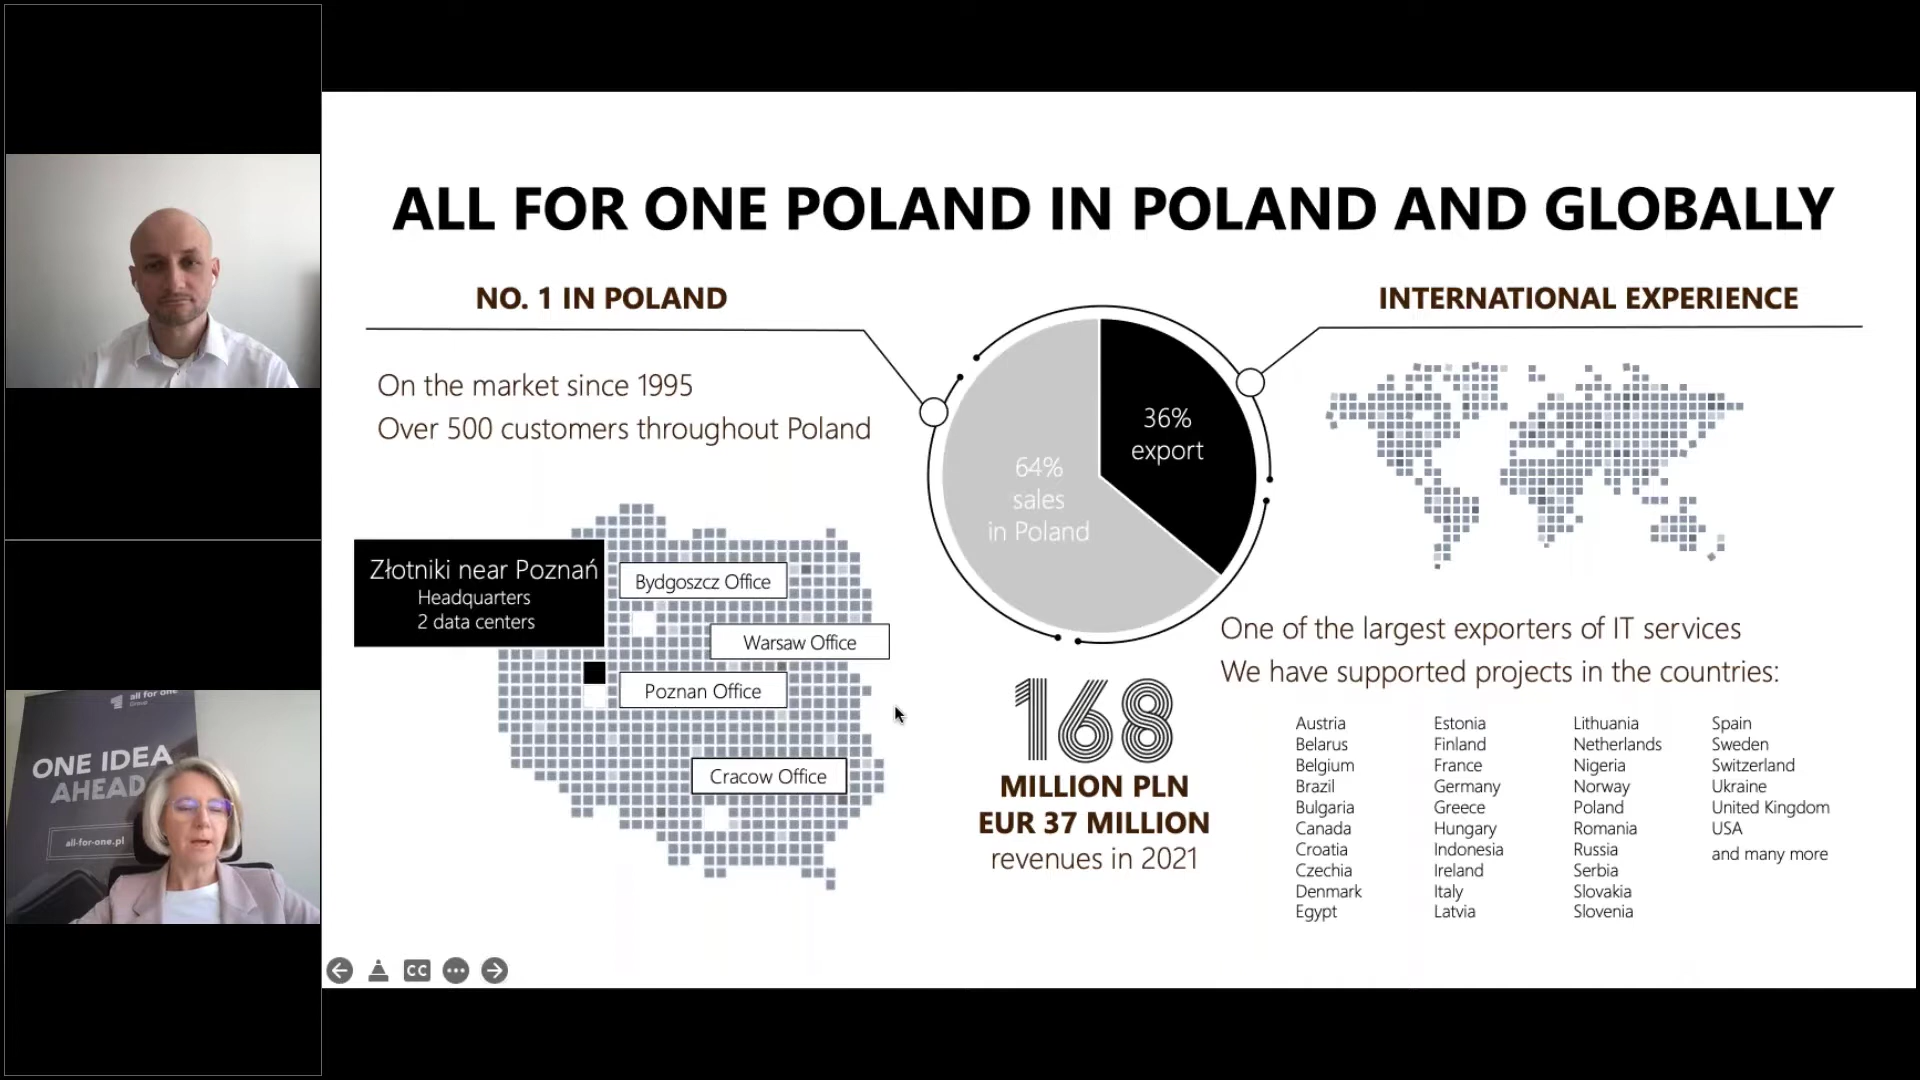 ALL FOR ONE POLAND IN POLAND AND GLOBALLY
NO. 1 IN POLAND
On the market since 1995
Over 500 customers throughout Poland
Złotniki near Poznań
Headquarters
2 data centers
Bydgoszcz Office
Warsaw Office
Poznan Office
Cracow Office
64%
sales
in Poland
36%
export
168
MILLION PLN
EUR 37 MILLION
revenues in 2021
INTERNATIONAL EXPERIENCE
One of the largest exporters of IT services
We have supported projects in the countries:
Austria
Belarus
Belgium
Brazil
Bulgaria
Canada
Croatia
Czechia
Denmark
Egypt
Estonia
Finland
France
Germany
Greece
Hungary
Indonesia
Ireland
Italy
Latvia
Lithuania
Netherlands
Nigeria
Norway
Poland
Romania
Russia
Serbia
Slovakia
Slovenia
Spain
Sweden
Switzerland
Ukraine
United Kingdom
USA
and many more
CC
all for one
Group
ONE IDEA
AHEAD
all-for-one.pl